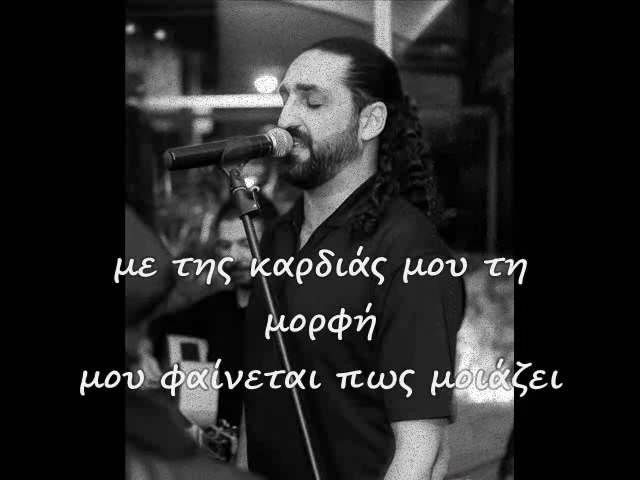 με της καρδιάς μου τη
μορφή
μου φαίνεται πως μοιάζει